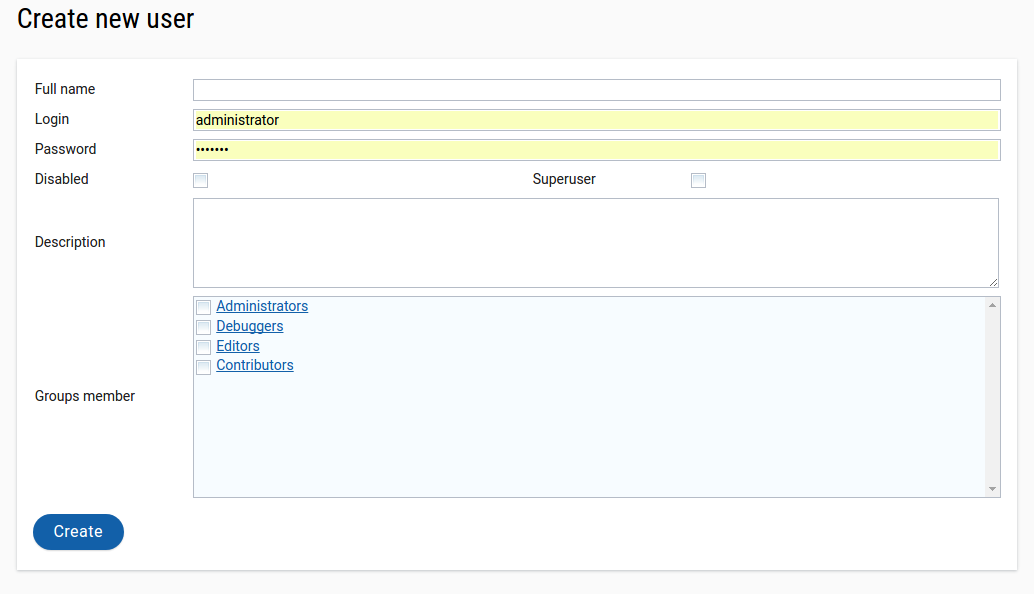 Create new user
Full name
Login administrator
Password •••••••
Disabled Superuser
Description
Groups member
Administrators
Debuggers
Editors
Contributors
Create